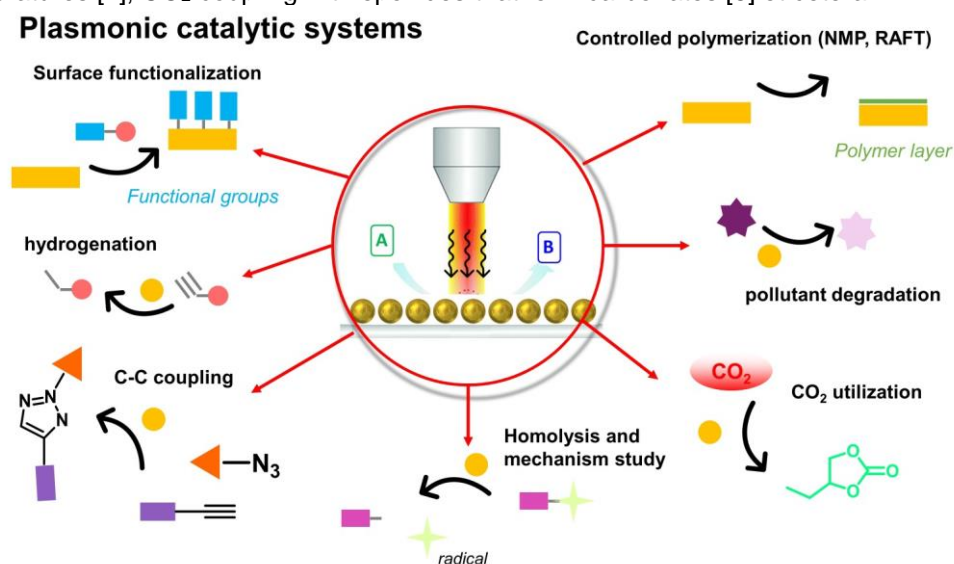 Plasmonic catalytic systems
Controlled polymerization (NMP, RAFT)
Surface functionalization
Polymer layer
Functional groups
A
B
hydrogenation
pollutant degradation
C-C coupling
CO₂
CO₂ utilization
N
N
N
N₃
Homolysis and
mechanism study
O
O
O
radical